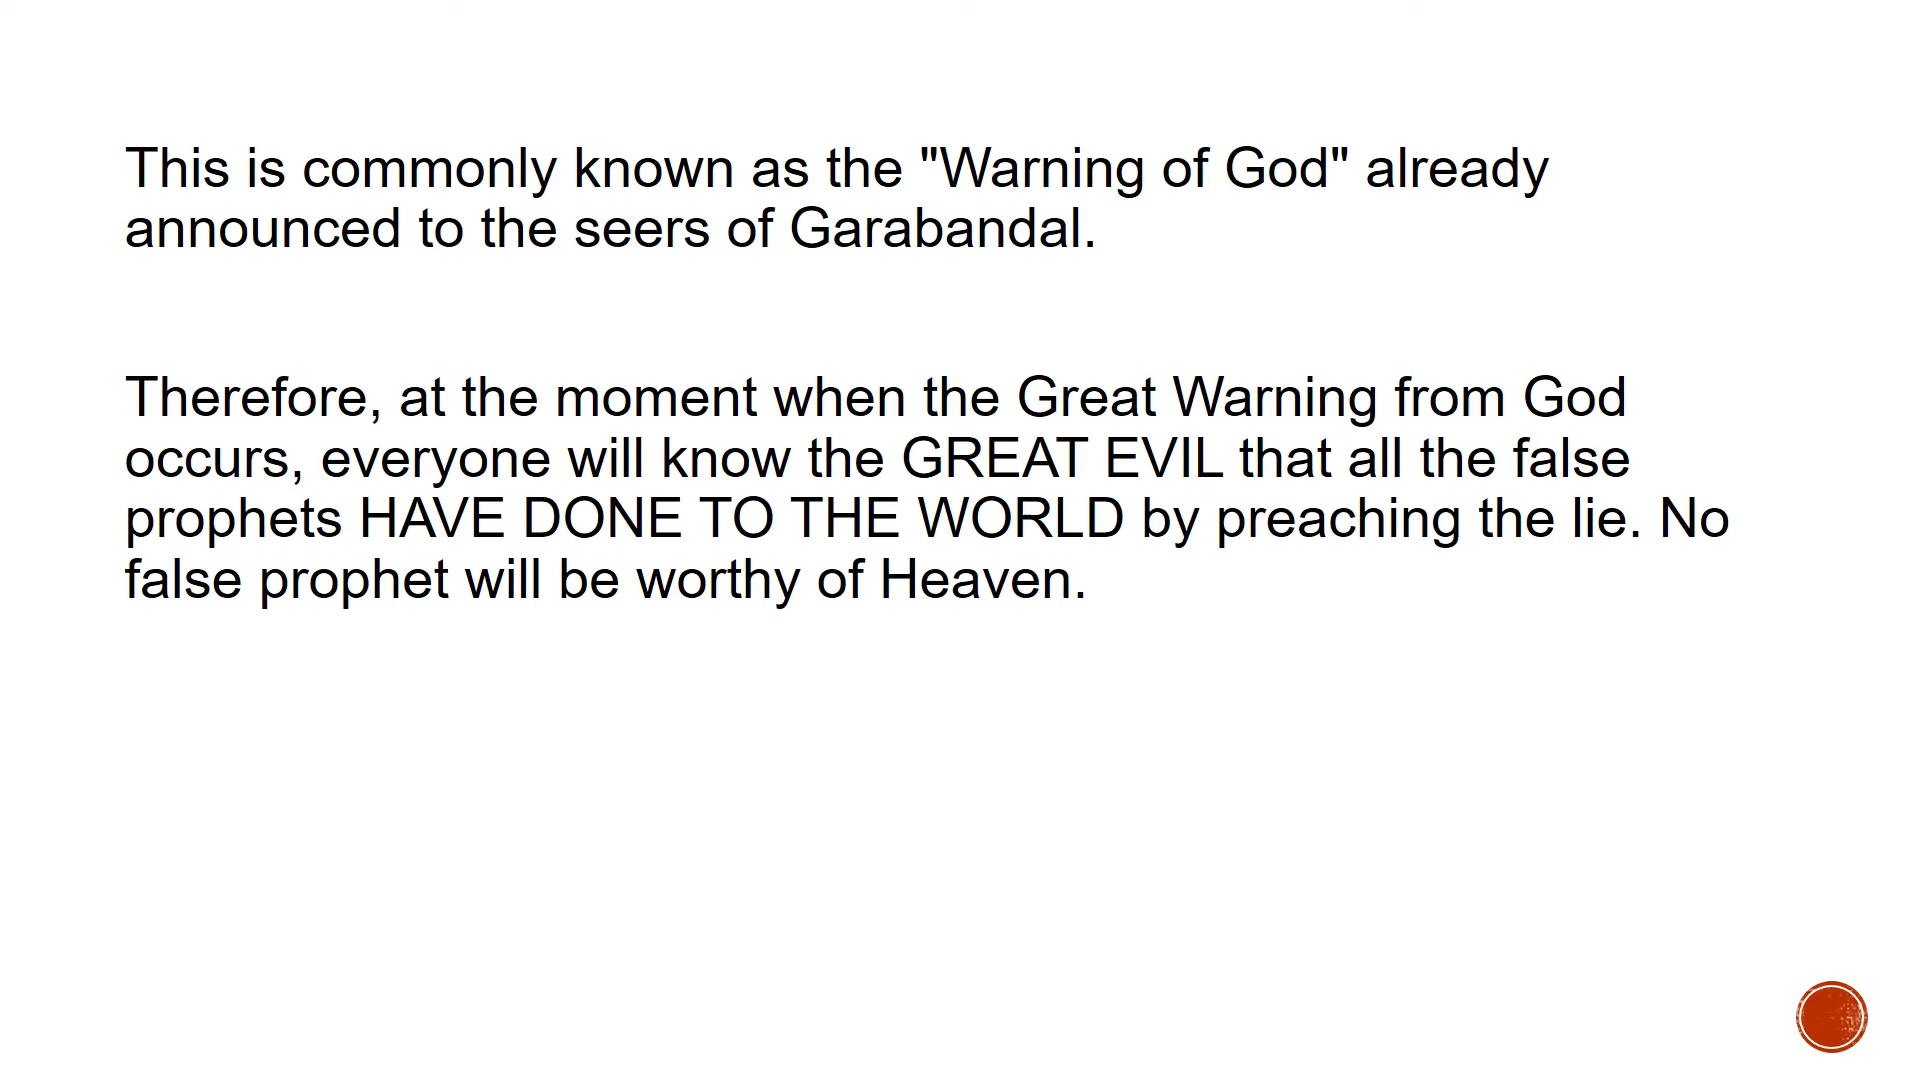 This is commonly known as the "Warning of God" already
announced to the seers of Garabandal.
Therefore, at the moment when the Great Warning from God
occurs, everyone will know the GREAT EVIL that all the false
prophets HAVE DONE TO THE WORLD by preaching the lie. No
false prophet will be worthy of Heaven.